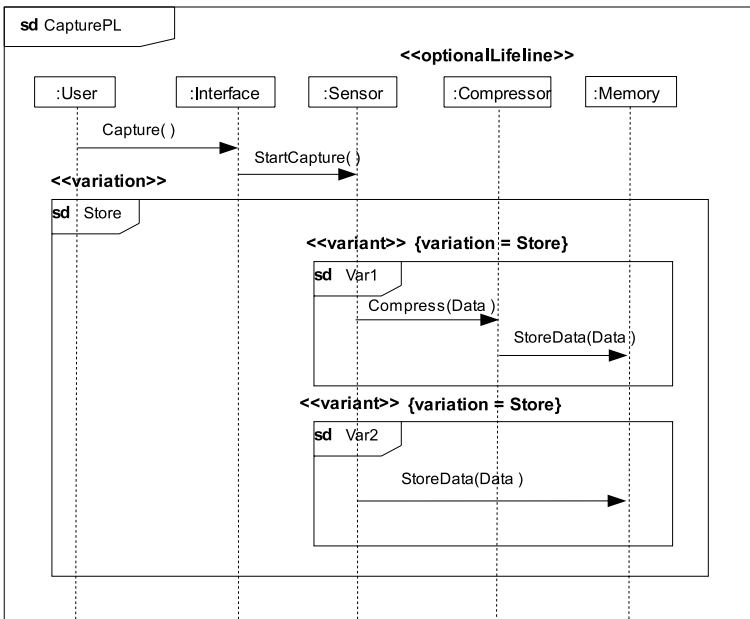 sd CapturePL
<<optionalLifeline>>
:User :Interface :Sensor :Compressor :Memory
Capture( )
StartCapture( )
<<variation>>
sd Store
<<variant>> {variation = Store}
sd Var1
Compress(Data )
StoreData(Data )
<<variant>> {variation = Store}
sd Var2
StoreData(Data )